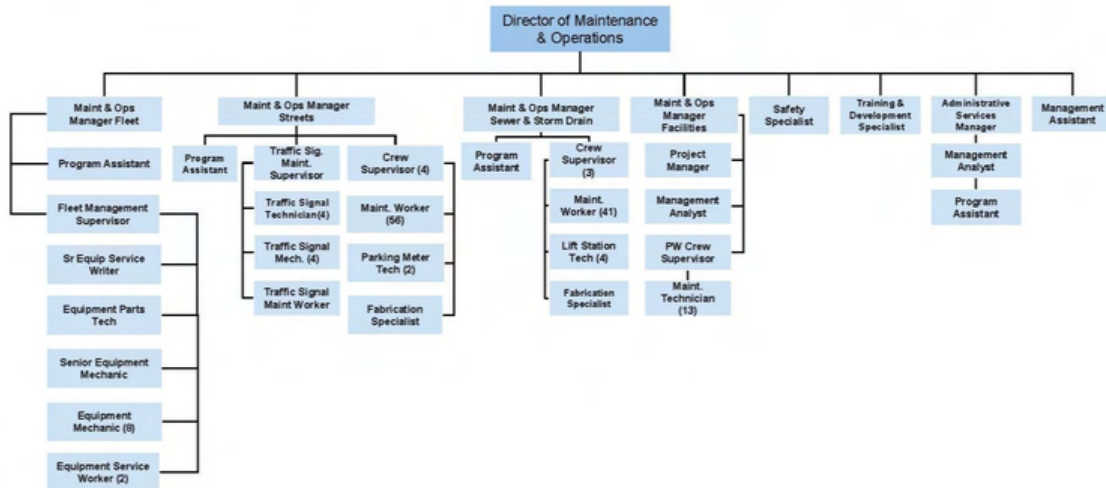 Director of Maintenance
& Operations
Maint & Ops
Manager Fleet
Program Assistant
Fleet Management
Supervisor
Sr Equip Service
Writer
Equipment Parts
Tech
Senior Equipment
Mechanic
Equipment
Mechanic (8)
Equipment Service
Worker (2)
Maint & Ops Manager
Streets
Program
Assistant
Traffic Sig.
Maint.
Supervisor
Traffic Signal
Technician(4)
Traffic Signal
Mech. (4)
Traffic Signal
Maint Worker
Crew
Supervisor (4)
Maint. Worker
(56)
Parking Meter
Tech (2)
Fabrication
Specialist
Maint & Ops Manager
Sewer & Storm Drain
Program
Assistant
Crew
Supervisor
(3)
Maint.
Worker (41)
Lift Station
Tech (4)
Fabrication
Specialist
Maint & Ops
Manager
Facilities
Project
Manager
Management
Analyst
PW Crew
Supervisor
Maint.
Technician
(13)
Safety
Specialist
Training &
Development
Specialist
Administrative
Services
Manager
Management
Analyst
Program
Assistant
Management
Assistant